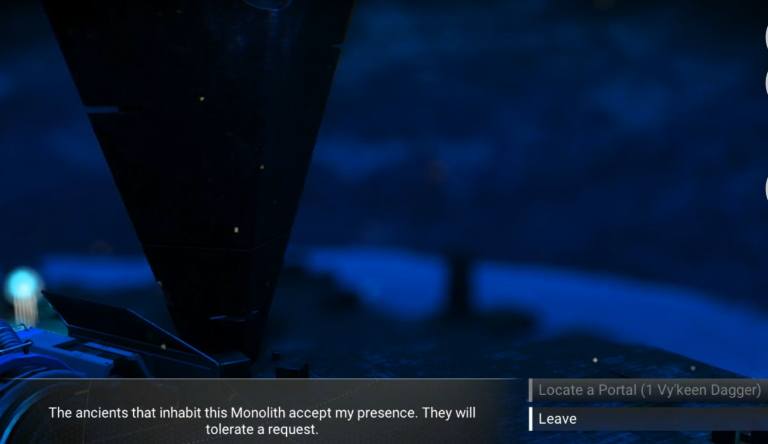 The ancients that inhabit this Monolith accept my presence. They will
tolerate a request.
Locate a Portal (1 Vy'keen Dagger)
Leave